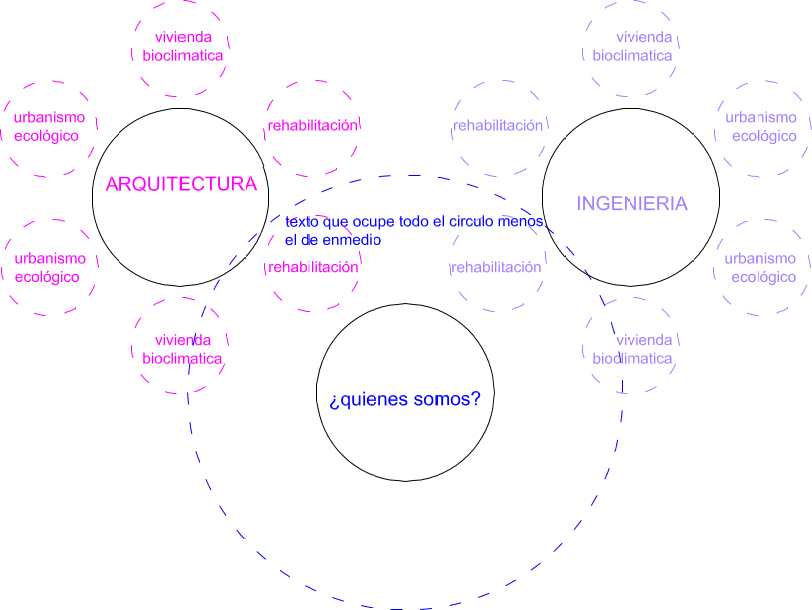 vivienda
bioclimatica
urbanismo
ecológico
rehabilitación
ARQUITECTURA
urbanismo
ecológico
rehabilitación
vivienda
bioclimatica
vivienda
bioclimatica
rehabilitación
urbanismo
ecológico
INGENIERIA
rehabilitación
urbanismo
ecológico
vivienda
bioclimatica
texto que ocupe todo el circulo menos
el de enmedio
¿quienes somos?